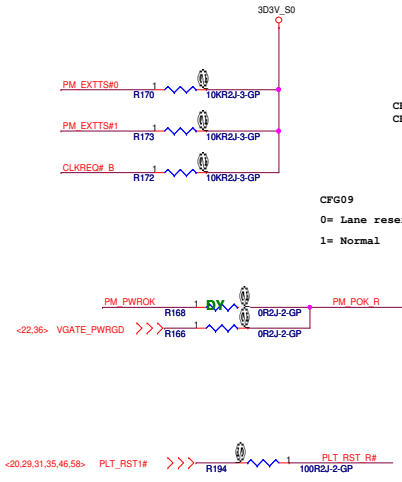 3D3V_S0
PM_EXTTS#0 1
R170 10KR2J-3-GP
PM_EXTTS#1 1
R173 10KR2J-3-GP
CLKREQ#_B 1
R172 10KR2J-3-GP
CFG09
0= Lane rese
1= Normal
PM_PWROK 1 DY PM_POK_R
R168 0R2J-2-GP
<22,36> VGATE_PWRGD 1
R166 0R2J-2-GP
<20,29,31,35,46,58> PLT_RST1# 1 PLT_RST_R#
R194 100R2J-2-GP